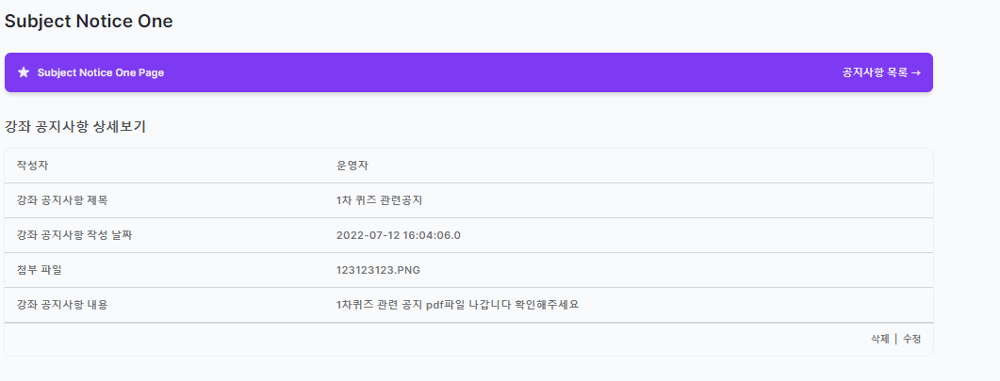 Subject Notice One
Subject Notice One Page 공지사항 목록 →
강좌 공지사항 상세보기
작성자 운영자
강좌 공지사항 제목 1차 퀴즈 관련공지
강좌 공지사항 작성 날짜 2022-07-12 16:04:06.0
첨부 파일 123123123.PNG
강좌 공지사항 내용 1차퀴즈 관련 공지 pdf파일 나갑니다 확인해주세요
삭제 | 수정